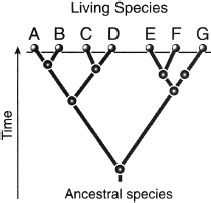 Living Species
A B C D E F G
Time
Ancestral species